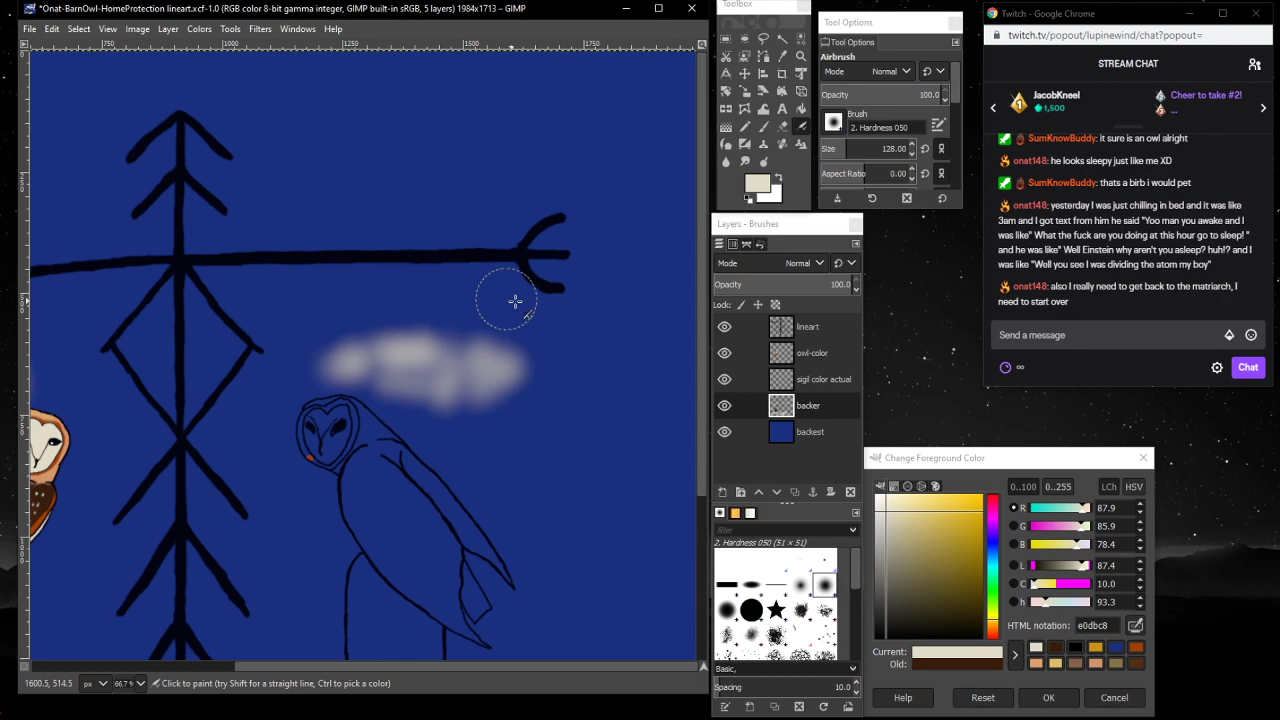 *Onat-BarnOwl-HomeProtection lineart.xcf-1.0 (RGB color 8-bit gamma integer, GIMP built-in sRGB, 5 layers) 1984x1713 – GIMP
File Edit Select View Image Layer Colors Tools Filters Windows Help
750 1000 1250 1500 1750
1800.5, 514.5 px 66.7 % Click to paint (try Shift for a straight line, Ctrl to pick a color)
Toolbox
Tool Options
Tool Options
Airbrush
Mode Normal
Opacity 100.0
Brush
2. Hardness 050
Size 128.00
Aspect Ratio 0.00
Layers - Brushes
Mode Normal
Opacity 100.0
Lock:
lineart
owl-color
sigil color actual
backer
backest
filter
2. Hardness 050 (51 × 51)
Basic,
Spacing 10.0
Twitch - Google Chrome
twitch.tv/popout/lupinewind/chat?popout=
STREAM CHAT
1 JacobKneel
1,500
Cheer to take #2!
...
SumKnowBuddy: it sure is an owl alright
onat148: he looks sleepy just like me XD
SumKnowBuddy: thats a birb i would pet
onat148: yesterday I was just chilling in bed and it was like
3am and I got text from him he said "Yoo man you awake and I
was like" What the fuck are you doing at this hour go to sleep! "
and he was like" Well Einstein why aren't you asleep? huh!? and I
was like "Well you see I was dividing the atom my boy"
onat148: also I really need to get back to the matriarch, I
need to start over
Send a message
∞ Chat
Change Foreground Color
0..100 0..255 LCh HSV
R 87.9
G 85.9
B 78.4
L 87.4
C 10.0
h 93.3
HTML notation: e0dbc8
Current:
Old:
Help Reset OK Cancel